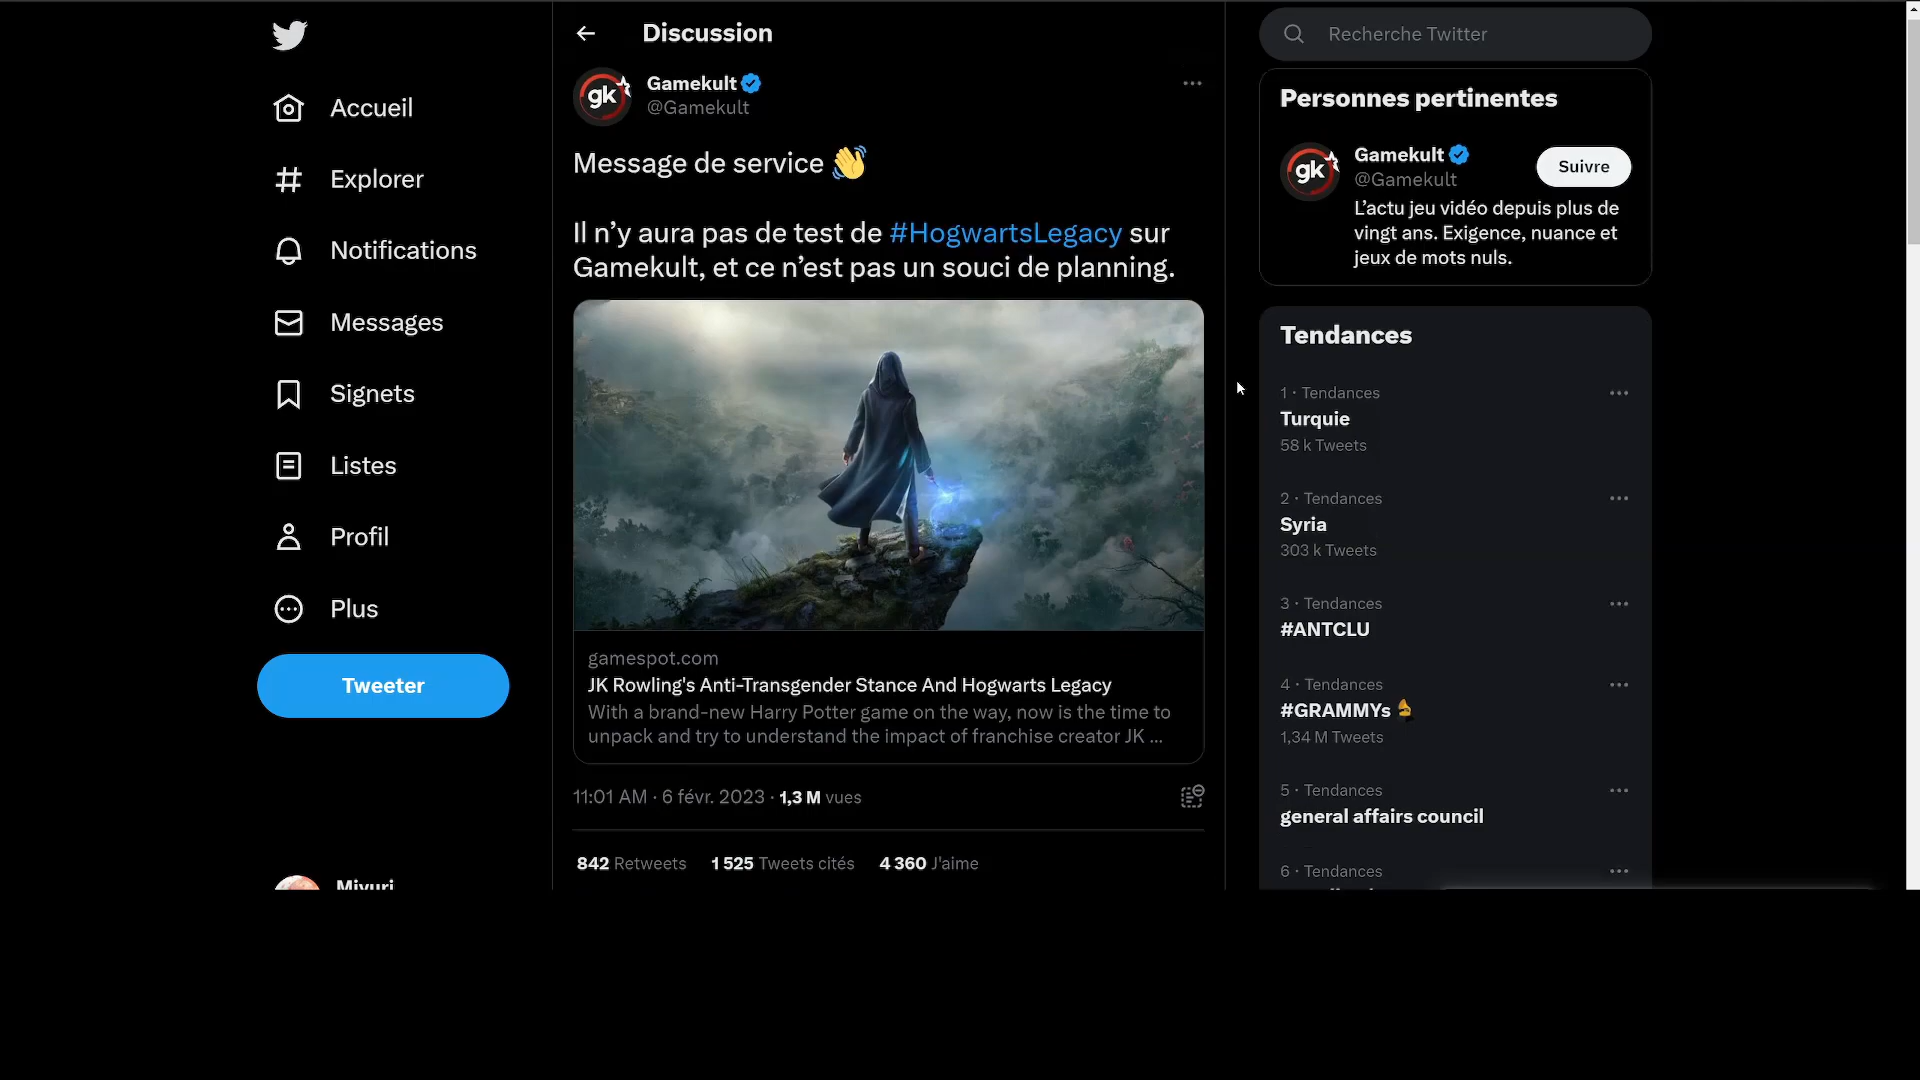 Accueil
Explorer
Notifications
Messages
Signets
Listes
Profil
Plus
Tweeter
Miyuri
Discussion
gk
Gamekult
@Gamekult
Message de service 👋
Il n’y aura pas de test de #HogwartsLegacy sur
Gamekult, et ce n’est pas un souci de planning.
gamespot.com
JK Rowling's Anti-Transgender Stance And Hogwarts Legacy
With a brand-new Harry Potter game on the way, now is the time to
unpack and try to understand the impact of franchise creator JK ...
11:01 AM · 6 févr. 2023 · 1,3 M vues
842 Retweets 1 525 Tweets cités 4 360 J'aime
Recherche Twitter
Personnes pertinentes
gk
Gamekult
@Gamekult
Suivre
L’actu jeu vidéo depuis plus de
vingt ans. Exigence, nuance et
jeux de mots nuls.
Tendances
1 · Tendances
Turquie
58 k Tweets
2 · Tendances
Syria
303 k Tweets
3 · Tendances
#ANTCLU
4 · Tendances
#GRAMMYs
1,34 M Tweets
5 · Tendances
general affairs council
6 · Tendances